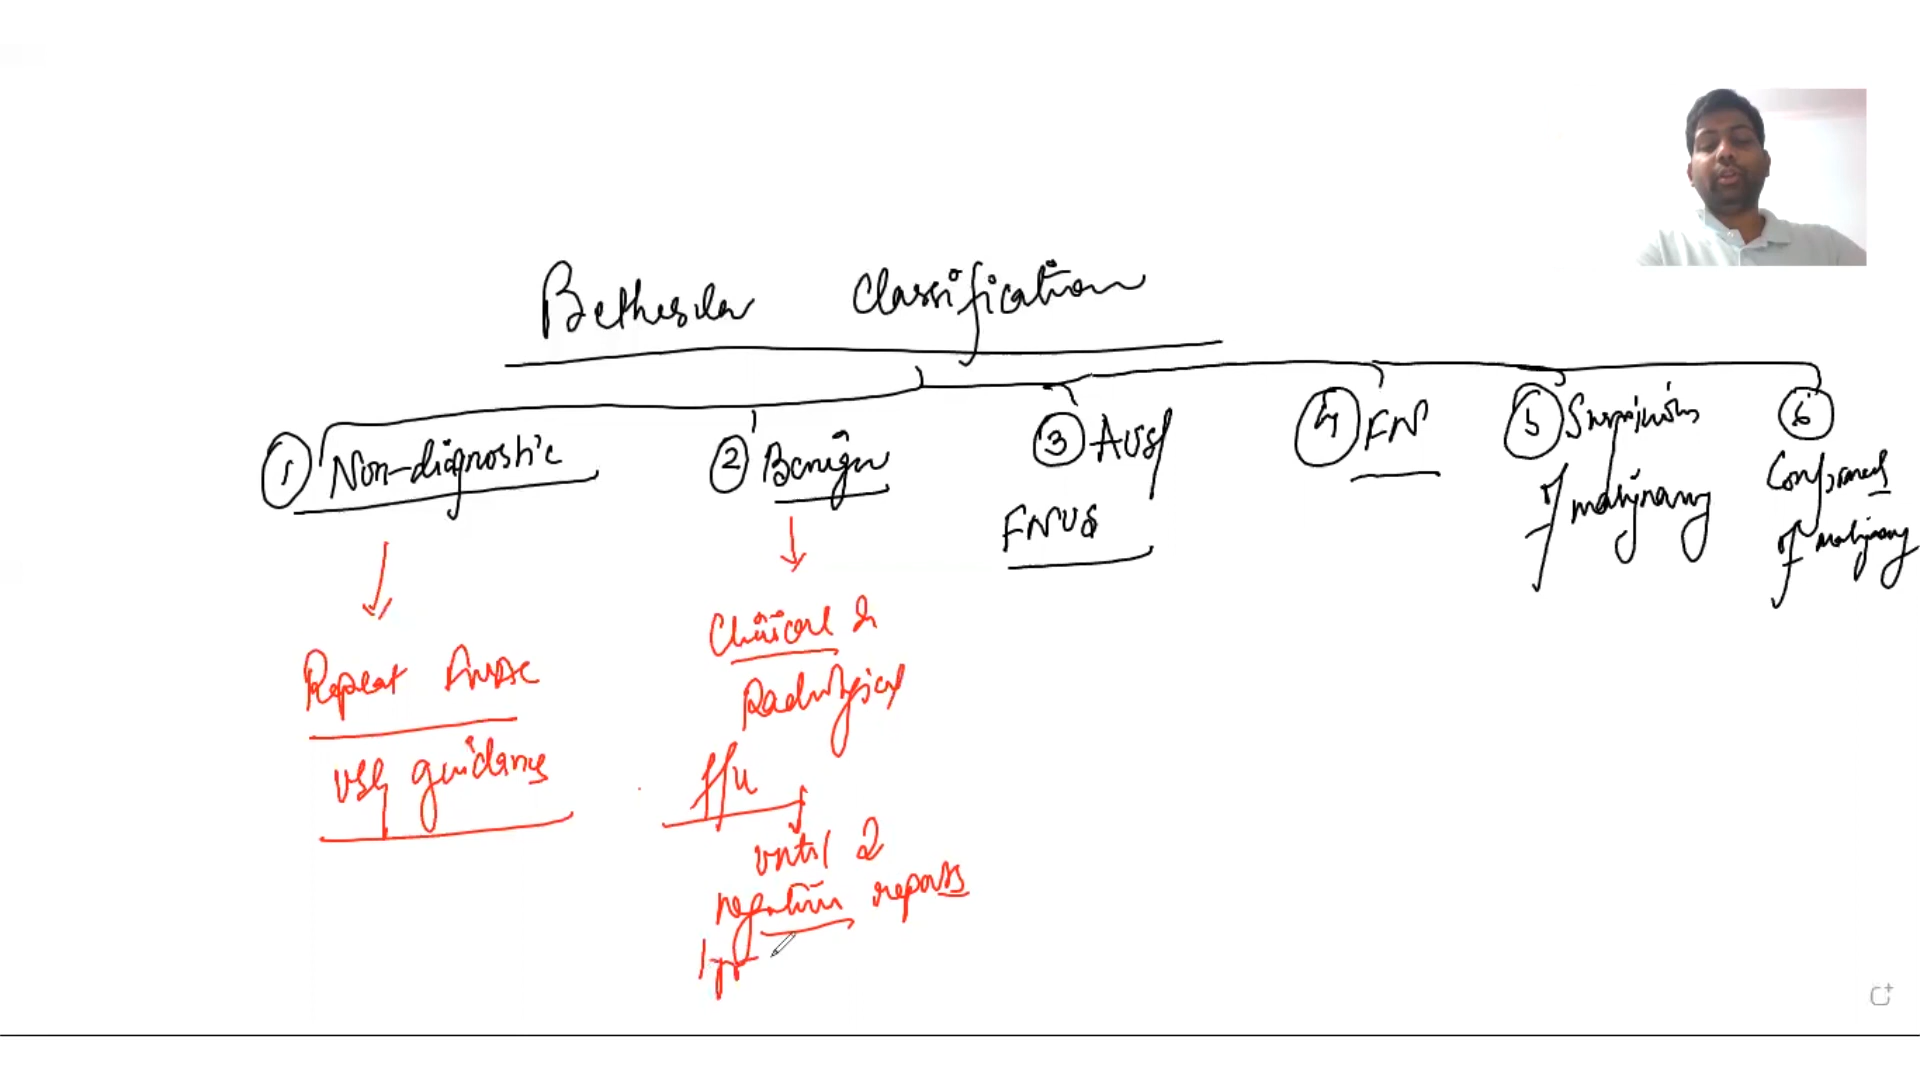 Bethesda Classification
① Non-diagnostic
② Benign
③ AUS/
FNUS
④ FN
⑤ Suspicious
of malignancy
⑥
Confirmed
of malignancy
Repeat FNAC
USG guidance
Clinical &
Radiological
f/u
until 2
negative reports
1yr